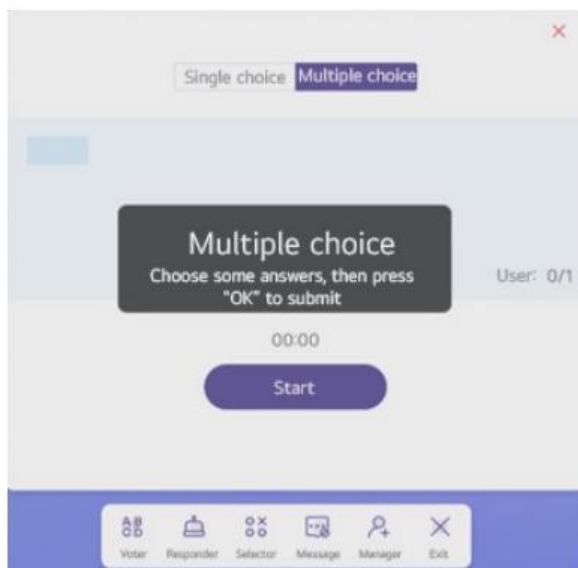 Single choice Multiple choice
Multiple choice
Choose some answers, then press
"OK" to submit
User: 0/1
00:00
Start
Voter Responder Selector Message Manager Exit